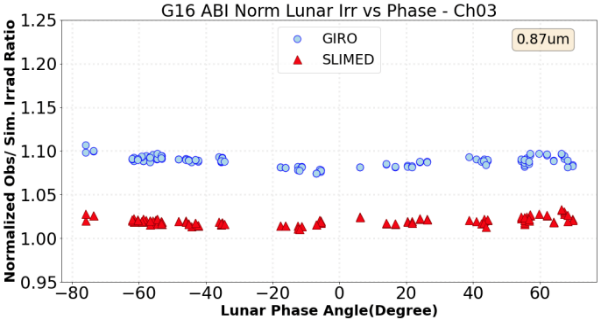 G16 ABI Norm Lunar Irr vs Phase - Ch03
Normalized Obs/ Sim. Irrad Ratio
1.25
1.20
1.15
1.10
1.05
1.00
0.95
GIRO
SLIMED
0.87um
−80
−60
−40
−20
0
20
40
60
Lunar Phase Angle(Degree)